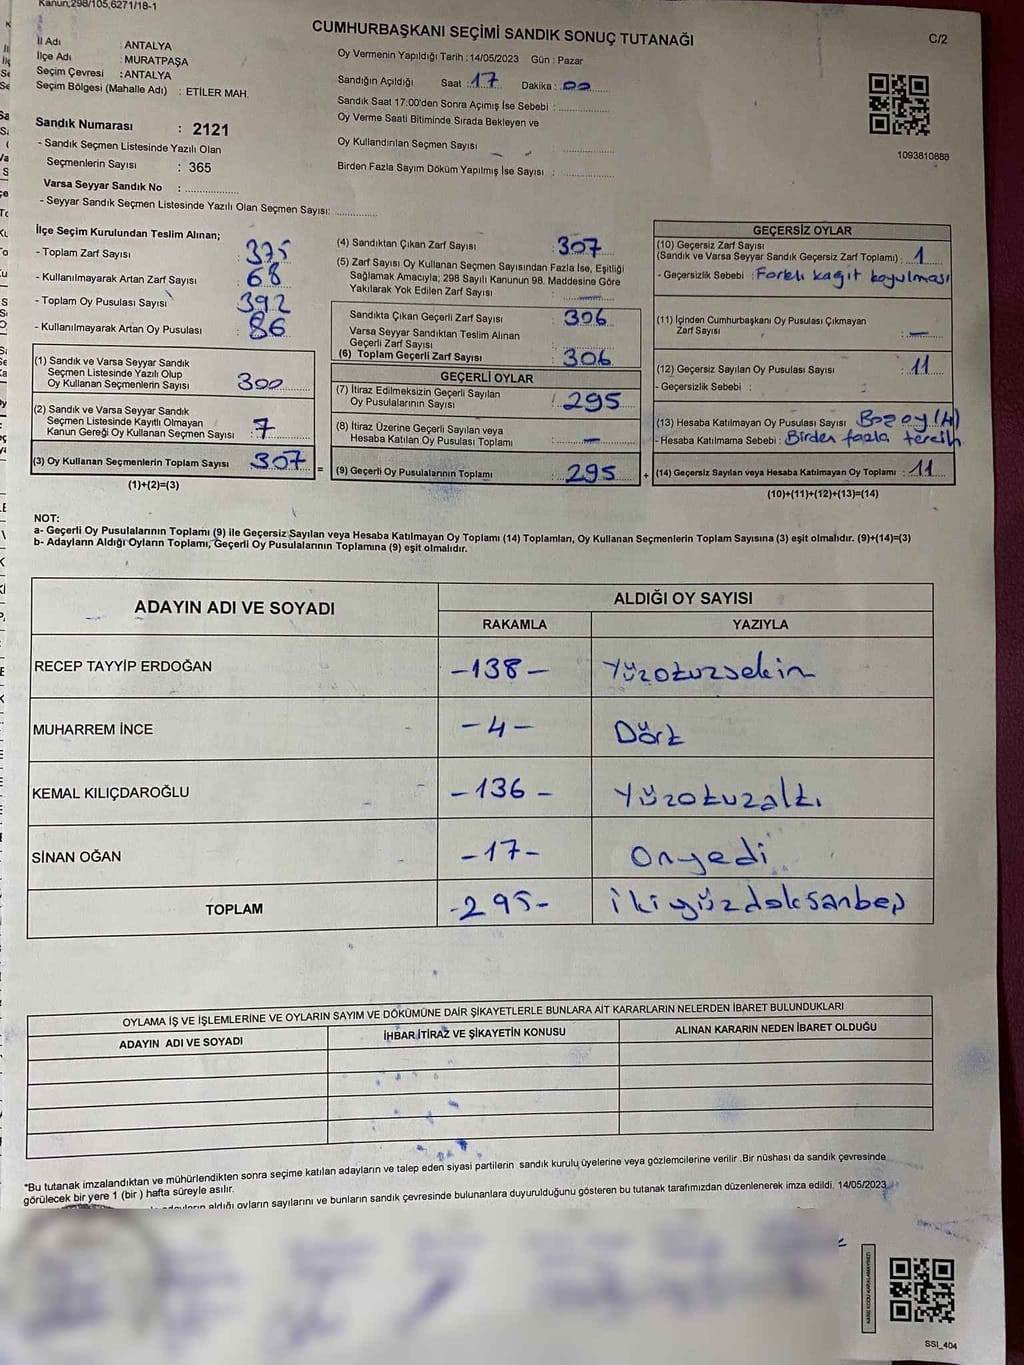 Kanun;298/105,6271/18-1
CUMHURBAŞKANI SEÇİMİ SANDIK SONUÇ TUTANAĞI
C/2
İl Adı : ANTALYA
İlçe Adı : MURATPAŞA
Seçim Çevresi : ANTALYA
Seçim Bölgesi (Mahalle Adı) : ETİLER MAH.
Sandık Numarası : 2121
- Sandık Seçmen Listesinde Yazılı Olan
Seçmenlerin Sayısı : 365
Varsa Seyyar Sandık No : ..................
- Seyyar Sandık Seçmen Listesinde Yazılı Olan Seçmen Sayısı: ..............
Oy Vermenin Yapıldığı Tarih : 14/05/2023 Gün : Pazar
Sandığın Açıldığı Saat : 17 Dakika : 00
Sandık Saat 17:00'den Sonra Açımış İse Sebebi : ..............
Oy Verme Saati Bitiminde Sırada Bekleyen ve
Oy Kullandırılan Seçmen Sayısı — : ..............
Birden Fazla Sayım Döküm Yapılmış İse Sayısı : ..............
1093810888
İlçe Seçim Kurulundan Teslim Alınan;
- Toplam Zarf Sayısı : 375
- Kullanılmayarak Artan Zarf Sayısı : 68
- Toplam Oy Pusulası Sayısı : 392
- Kullanılmayarak Artan Oy Pusulası : 86
(1) Sandık ve Varsa Seyyar Sandık
Seçmen Listesinde Yazılı Olup
Oy Kullanan Seçmenlerin Sayısı : 300
(2) Sandık ve Varsa Seyyar Sandık
Seçmen Listesinde Kayıtlı Olmayan
Kanun Gereği Oy Kullanan Seçmen Sayısı : 7
(3) Oy Kullanan Seçmenlerin Toplam Sayısı : 307 =
(1)+(2)=(3)
(4) Sandıktan Çıkan Zarf Sayısı : 307
(5) Zarf Sayısı Oy Kullanan Seçmen Sayısından Fazla İse, Eşitliği
Sağlamak Amacıyla; 298 Sayılı Kanunun 98. Maddesine Göre
Yakılarak Yok Edilen Zarf Sayısı : —
Sandıkta Çıkan Geçerli Zarf Sayısı : 306
Varsa Seyyar Sandıktan Teslim Alınan
Geçerli Zarf Sayısı :
(6) Toplam Geçerli Zarf Sayısı : 306
GEÇERLİ OYLAR
(7) İtiraz Edilmeksizin Geçerli Sayılan
Oy Pusulalarının Sayısı : 295
(8) İtiraz Üzerine Geçerli Sayılan veya
Hesaba Katılan Oy Pusulası Toplamı : —
(9) Geçerli Oy Pusulalarının Toplamı : 295 +
GEÇERSİZ OYLAR
(10) Geçersiz Zarf Sayısı
(Sandık ve Varsa Seyyar Sandık Geçersiz Zarf Toplamı) : 1
- Geçersizlik Sebebi : Farklı kağıt koyulması
(11) İçinden Cumhurbaşkanı Oy Pusulası Çıkmayan
Zarf Sayısı : —
(12) Geçersiz Sayılan Oy Pusulası Sayısı : 11
- Geçersizlik Sebebi :
(13) Hesaba Katılmayan Oy Pusulası Sayısı :
- Hesaba Katılmama Sebebi : Birden fazla tercih
(14) Geçersiz Sayılan veya Hesaba Katılmayan Oy Toplamı : 11
(10)+(11)+(12)+(13)=(14)
NOT:
a- Geçerli Oy Pusulalarının Toplamı (9) ile Geçersiz Sayılan veya Hesaba Katılmayan Oy Toplamı (14) Toplamları, Oy Kullanan Seçmenlerin Toplam Sayısına (3) eşit olmalıdır. (9)+(14)=(3)
b- Adayların Aldığı Oyların Toplamı, Geçerli Oy Pusulalarının Toplamına (9) eşit olmalıdır.
ADAYIN ADI VE SOYADI ALDIĞI OY SAYISI
RAKAMLA YAZIYLA
RECEP TAYYİP ERDOĞAN -138- Yüzotuzsekin
MUHARREM İNCE -4- Dört
KEMAL KILIÇDAROĞLU -136- Yüzotuzaltı
SİNAN OĞAN -17- Onyedi
TOPLAM -295- ikiyüzdoksanbeş
OYLAMA İŞ VE İŞLEMLERİNE VE OYLARIN SAYIM VE DÖKÜMÜNE DAİR ŞİKAYETLERLE BUNLARA AİT KARARLARIN NELERDEN İBARET BULUNDUKLARI
ADAYIN ADI VE SOYADI İHBAR,İTİRAZ VE ŞİKAYETİN KONUSU ALINAN KARARIN NEDEN İBARET OLDUĞU
*Bu tutanak imzalandıktan ve mühürlendikten sonra seçime katılan adayların ve talep eden siyasi partilerin sandık kurulu üyelerine veya gözlemcilerine verilir .Bir nüshası da sandık çevresinde
görülecek bir yere 1 (bir ) hafta süreyle asılır.
aldığı oyların sayılarını ve bunların sandık çevresinde bulunanlara duyurulduğunu gösteren bu tutanak tarafımızdan düzenlenerek imza edildi. 14/05/2023
KARE KODU KARALAMAYINIZ!
SSI_404